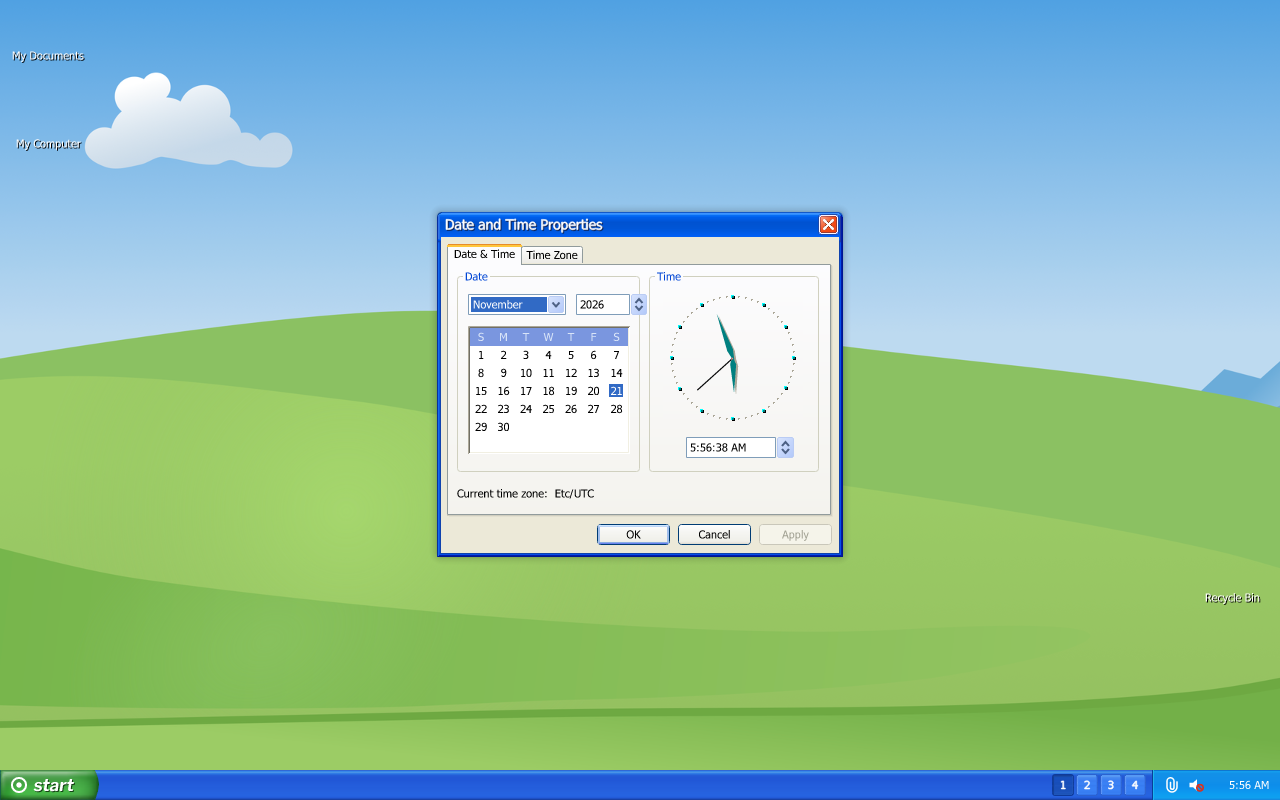 My Documents
My Computer
Date and Time Properties
Date & Time Time Zone
Date
November 2026
S M T W T F S
1 2 3 4 5 6 7
8 9 10 11 12 13 14
15 16 17 18 19 20 21
22 23 24 25 26 27 28
29 30
Time
5:56:38 AM
Current time zone: Etc/UTC
OK Cancel Apply
Recycle Bin
start
1 2 3 4
5:56 AM